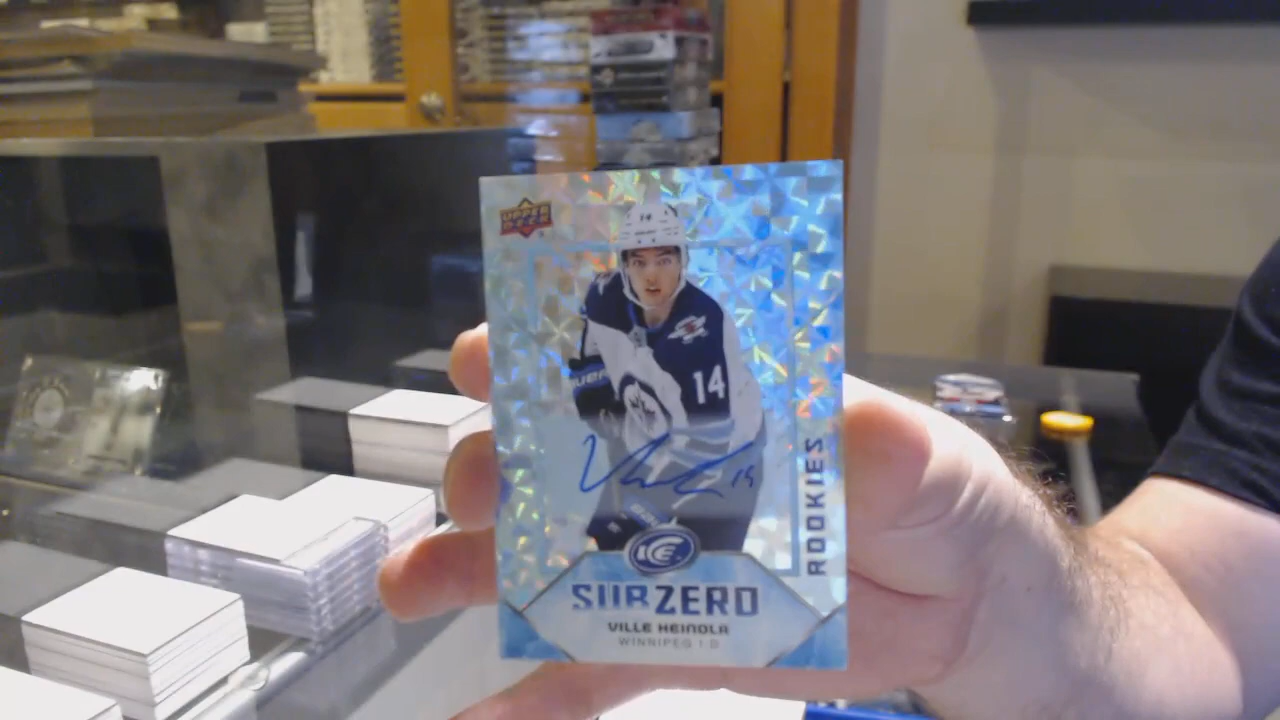 UPPER DECK
14
14
ROOKIES
ICE
SUBZERO
VILLE HEINOLA
WINNIPEG | D